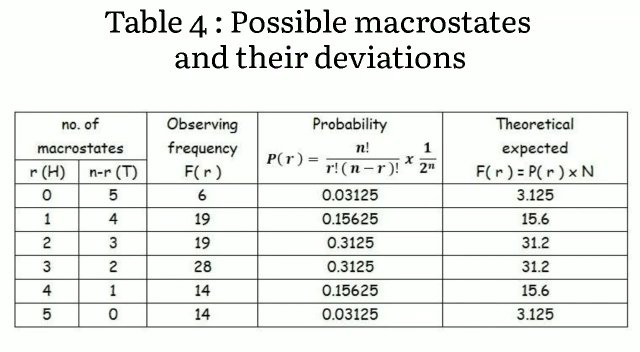 Table 4 : Possible macrostates
and their deviations
no. of macrostates Observing frequency F( r ) Probability P( r ) = n! / r! ( n − r )! x 1 / 2ⁿ Theoretical expected F( r ) = P( r ) x N
r (H) n-r (T)
0 5 6 0.03125 3.125
1 4 19 0.15625 15.6
2 3 19 0.3125 31.2
3 2 28 0.3125 31.2
4 1 14 0.15625 15.6
5 0 14 0.03125 3.125